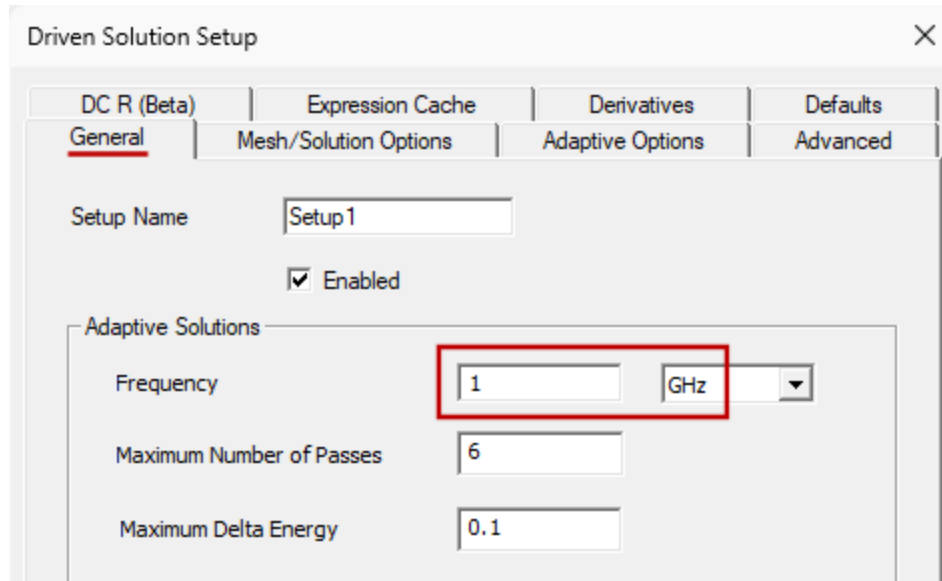 Driven Solution Setup
DC R (Beta) Expression Cache Derivatives Defaults
General Mesh/Solution Options Adaptive Options Advanced
Setup Name Setup1
Enabled
Adaptive Solutions
Frequency 1 GHz
Maximum Number of Passes 6
Maximum Delta Energy 0.1